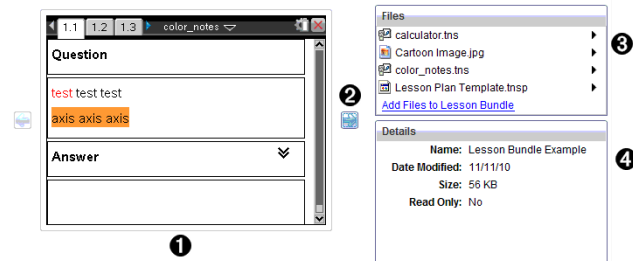 1.1 1.2 1.3 color_notes
Question
test test test
axis axis axis
Answer
1
2
Files
calculator.tns
Cartoon Image.jpg
color_notes.tns
Lesson Plan Template.tnsp
Add Files to Lesson Bundle
3
Details
Name: Lesson Bundle Example
Date Modified: 11/11/10
Size: 56 KB
Read Only: No
4